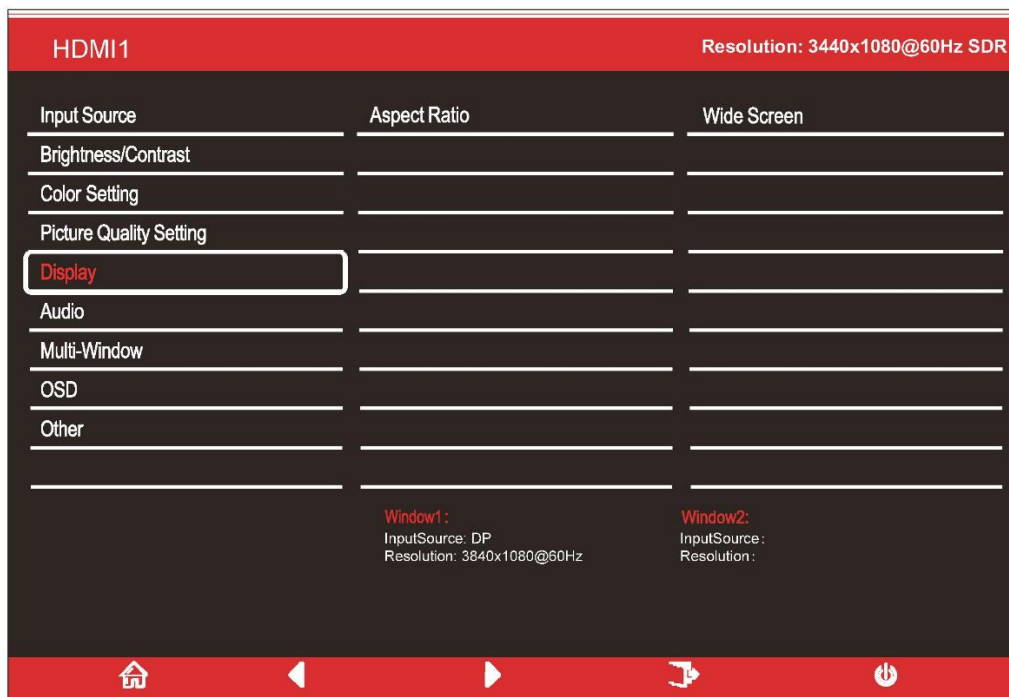 HDMI1
Resolution: 3440x1080@60Hz SDR
Input Source
Aspect Ratio
Wide Screen
Brightness/Contrast
Color Setting
Picture Quality Setting
Display
Audio
Multi-Window
OSD
Other
Window1:
InputSource: DP
Resolution: 3840x1080@60Hz
Window2:
InputSource:
Resolution: